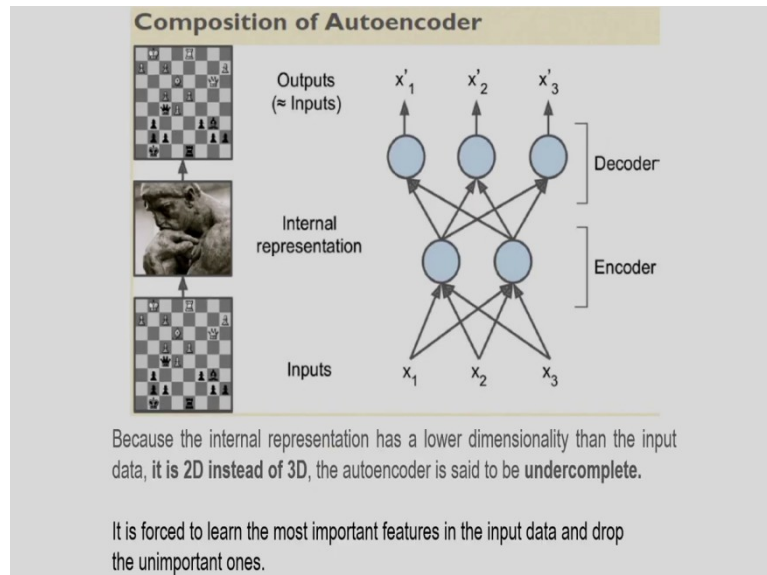 Composition of Autoencoder
Outputs
(≈ Inputs)
x'1 x'2 x'3
Decoder
Internal
representation
Encoder
Inputs
x1 x2 x3
Because the internal representation has a lower dimensionality than the input
data, it is 2D instead of 3D, the autoencoder is said to be undercomplete.
It is forced to learn the most important features in the input data and drop
the unimportant ones.